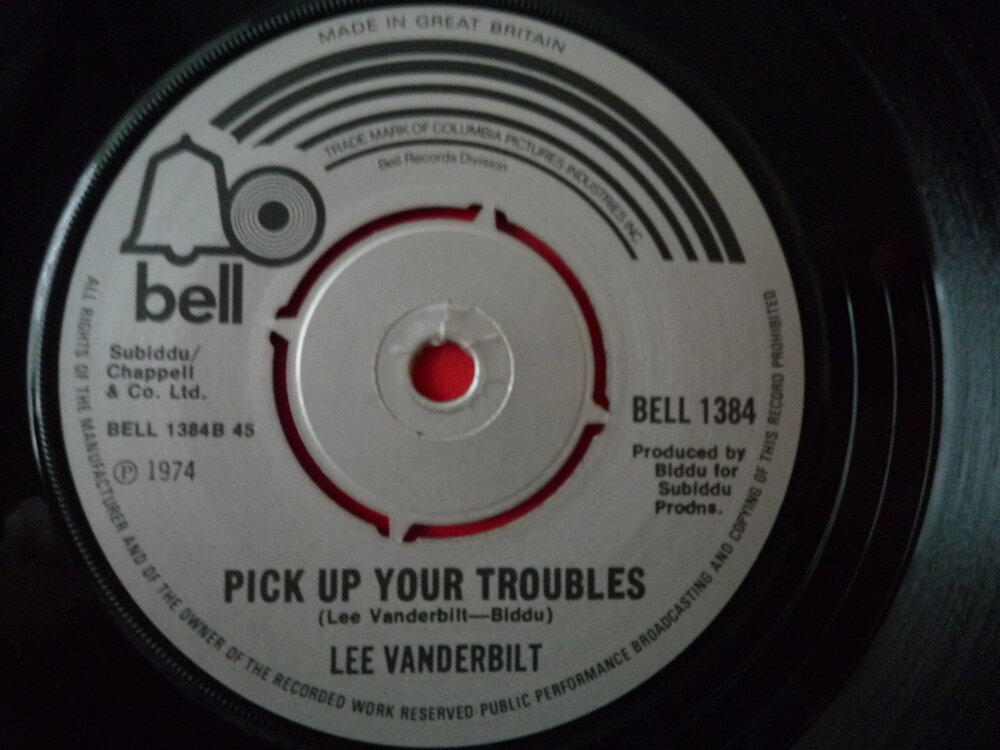 MADE IN GREAT BRITAIN
TRADE MARK OF COLUMBIA PICTURES INDUSTRIES INC.
Bell Records Division
bell
Subiddu/
Chappell
& Co. Ltd.
BELL 1384B 45
Ⓟ 1974
BELL 1384
Produced by
Biddu for
Subiddu
Prodns.
PICK UP YOUR TROUBLES
(Lee Vanderbilt—Biddu)
LEE VANDERBILT
ALL RIGHTS OF THE MANUFACTURER AND OF THE OWNER OF THE RECORDED WORK RESERVED·PUBLIC PERFORMANCE BROADCASTING AND COPYING OF THIS RECORD PROHIBITED